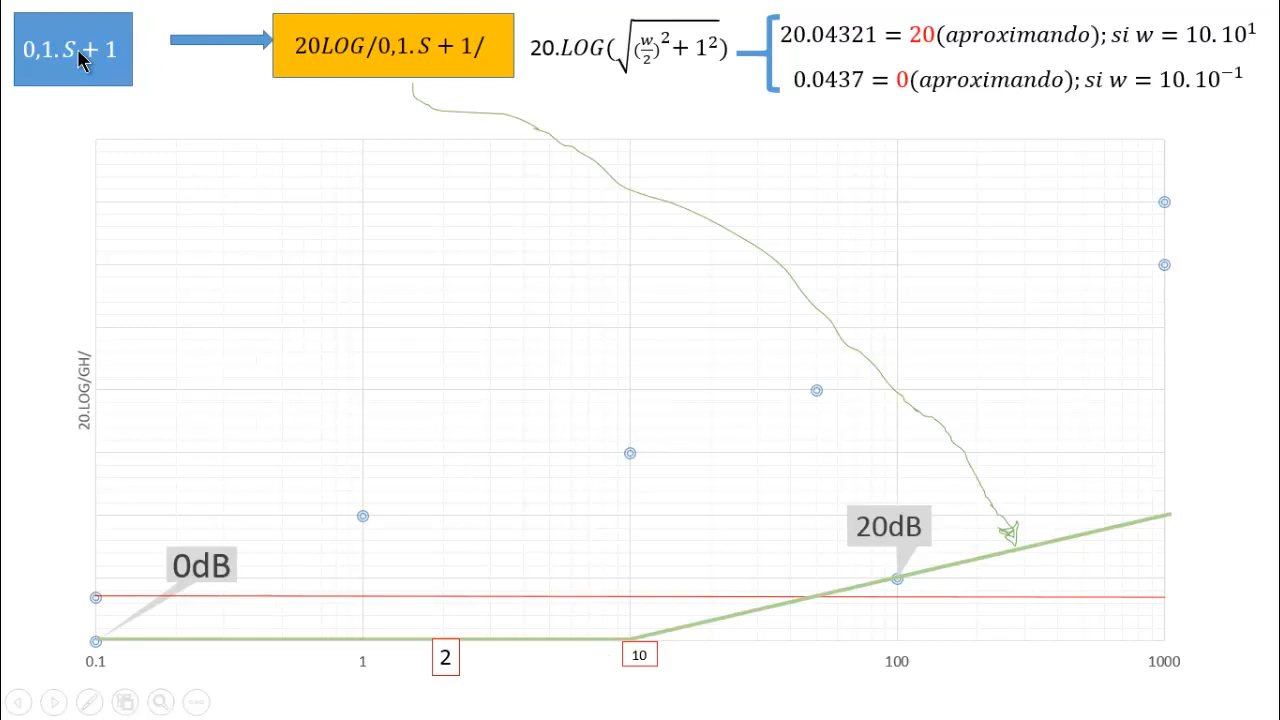 0,1. S + 1
20LOG/0,1. S + 1/
20. LOG(√(w/2)² + 1²)
20.04321 = 20(aproximando); si w = 10. 10¹
0.0437 = 0(aproximando); si w = 10. 10⁻¹
20.LOG/GH/
20dB
0dB
2
10
0.1
1
100
1000